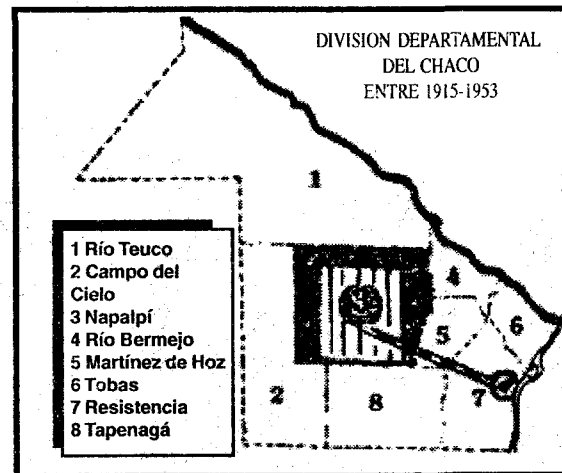 DIVISION DEPARTAMENTAL
DEL CHACO
ENTRE 1915-1953
1
1 Río Teuco
2 Campo del
Cielo
3 Napalpí
4 Río Bermejo
5 Martínez de Hoz
6 Tobas
7 Resistencia
8 Tapenagá
4
3
6
5
2
8
7